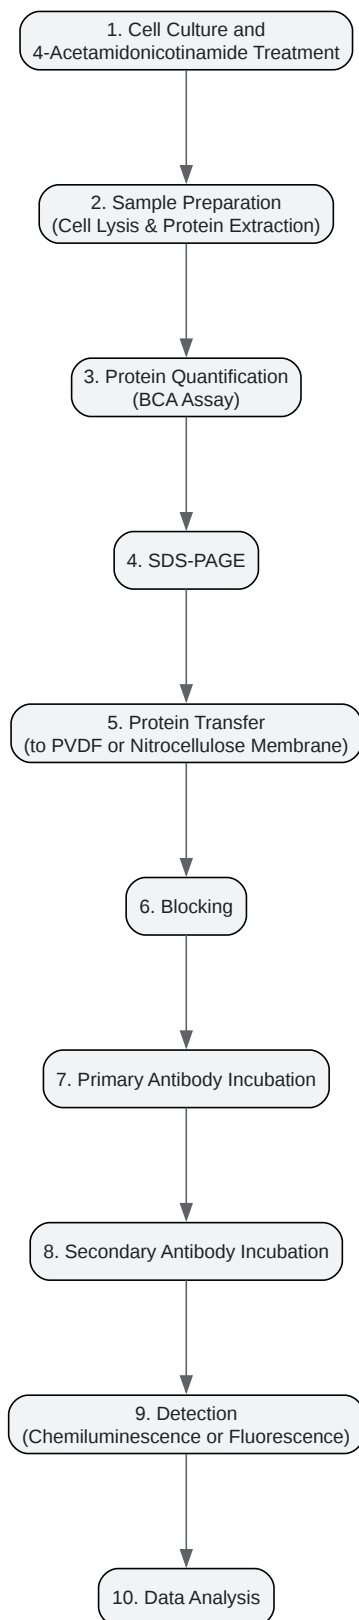 1. Cell Culture and
4-Acetamidonicotinamide Treatment
2. Sample Preparation
(Cell Lysis & Protein Extraction)
3. Protein Quantification
(BCA Assay)
4. SDS-PAGE
5. Protein Transfer
(to PVDF or Nitrocellulose Membrane)
6. Blocking
7. Primary Antibody Incubation
8. Secondary Antibody Incubation
9. Detection
(Chemiluminescence or Fluorescence)
10. Data Analysis